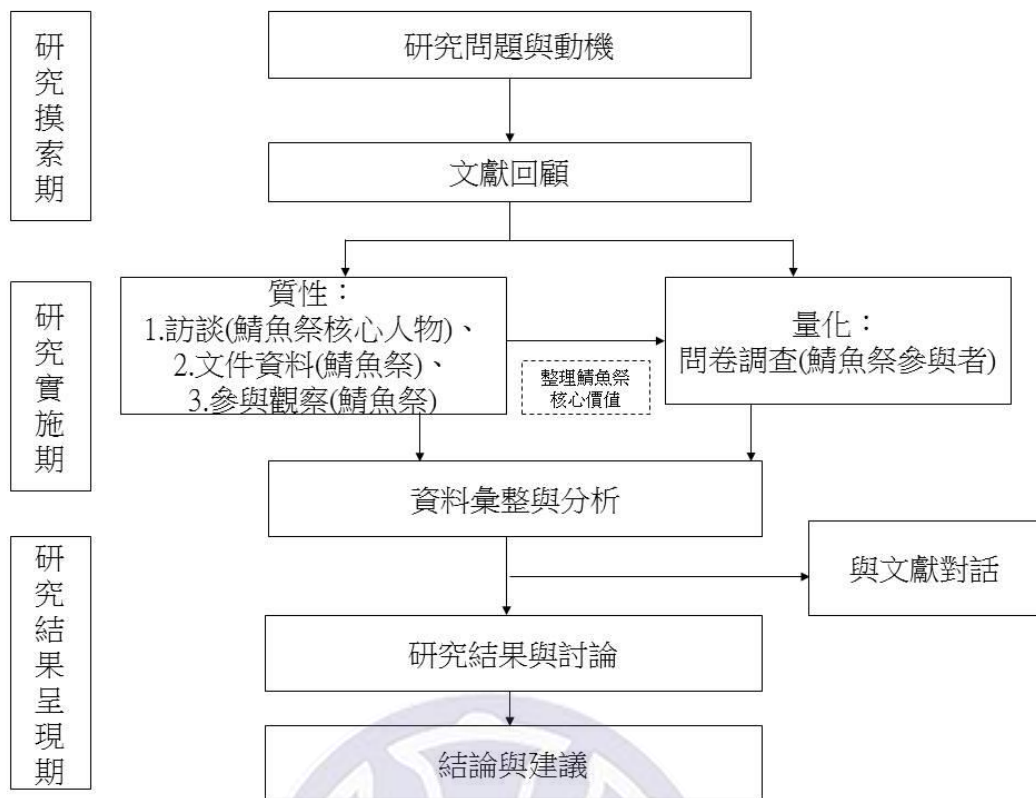 研究摸索期
研究問題與動機
文獻回顧
研究實施期
質性：
1.訪談(鯖魚祭核心人物)、
2.文件資料(鯖魚祭)、
3.參與觀察(鯖魚祭)
整理鯖魚祭
核心價值
量化：
問卷調查(鯖魚祭參與者)
資料彙整與分析
研究結果呈現期
與文獻對話
研究結果與討論
結論與建議